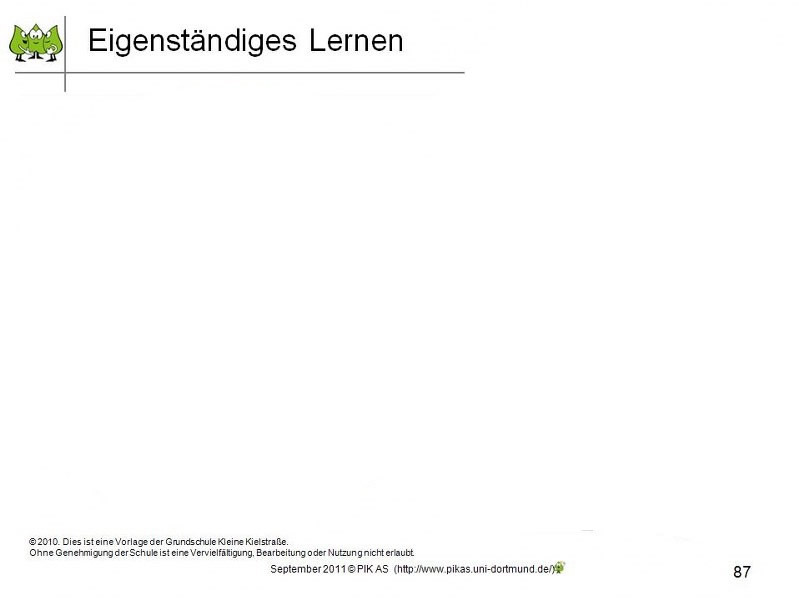 Eigenständiges Lernen
© 2010. Dies ist eine Vorlage der Grundschule Kleine Kielstraße.
Ohne Genehmigung der Schule ist eine Vervielfältigung, Bearbeitung oder Nutzung nicht erlaubt.
September 2011 © PIK AS (http://www.pikas.uni-dortmund.de/)
87